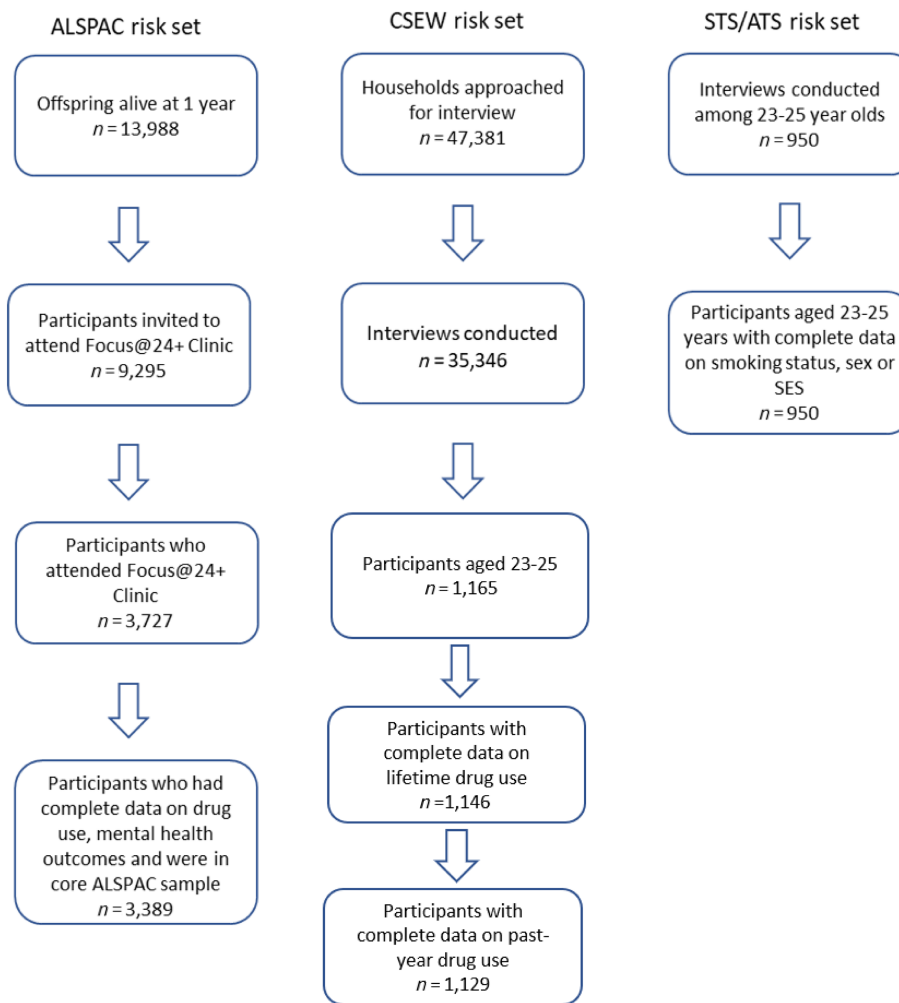 ALSPAC risk set
Offspring alive at 1 year
n = 13,988
Participants invited to
attend Focus@24+ Clinic
n = 9,295
Participants who
attended Focus@24+
Clinic
n = 3,727
Participants who had
complete data on drug
use, mental health
outcomes and were in
core ALSPAC sample
n = 3,389
CSEW risk set
Households approached
for interview
n = 47,381
Interviews conducted
n = 35,346
Participants aged 23-25
n = 1,165
Participants with
complete data on
lifetime drug use
n =1,146
Participants with
complete data on past-
year drug use
n = 1,129
STS/ATS risk set
Interviews conducted
among 23-25 year olds
n = 950
Participants aged 23-25
years with complete data
on smoking status, sex or
SES
n = 950